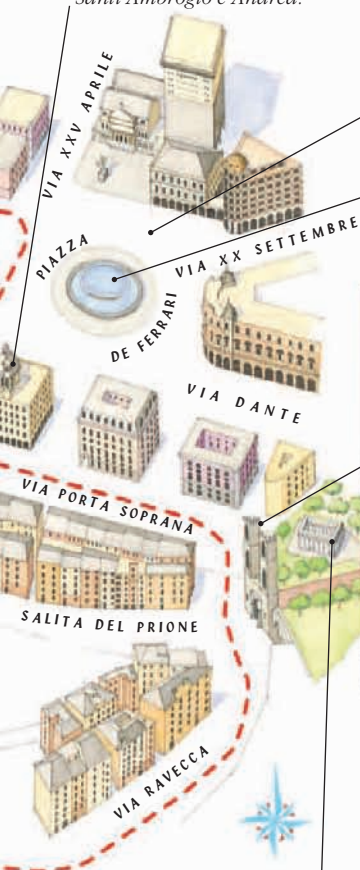 Santi Ambrogio e Andrea.
VIA XXV APRILE
PIAZZA
DE FERRARI
VIA XX SETTEMBRE
VIA DANTE
VIA PORTA SOPRANA
SALITA DEL PRIONE
VIA RAVECCA